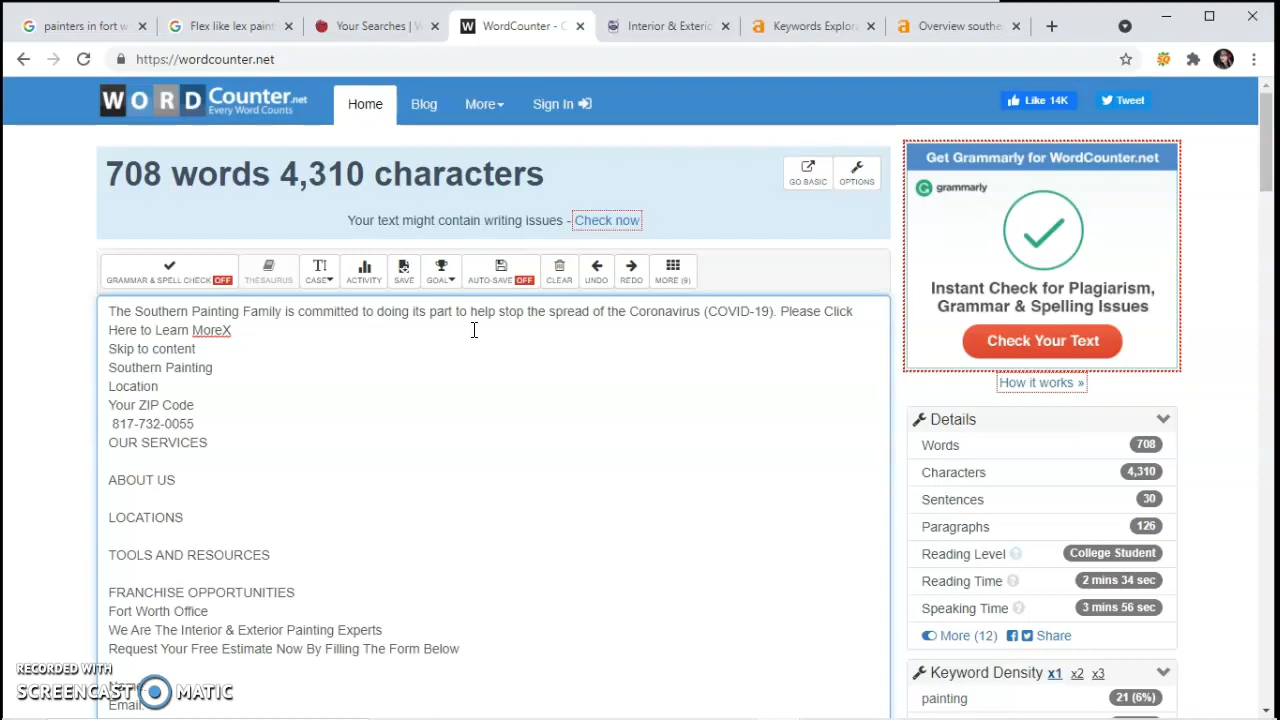 painters in fort w
Flex like lex pain
Your Searches | W
WordCounter - C
Interior & Exteric
Keywords Explora
Overview southe
https://wordcounter.net
WORD Counter.net
Every Word Counts
Home
Blog
More
Sign In
Like 14K
Tweet
708 words 4,310 characters
GO BASIC
OPTIONS
Your text might contain writing issues - Check now
GRAMMAR & SPELL CHECK OFF
THESAURUS
CASE
ACTIVITY
SAVE
GOAL
AUTO-SAVE OFF
CLEAR
UNDO
REDO
MORE (9)
The Southern Painting Family is committed to doing its part to help stop the spread of the Coronavirus (COVID-19). Please Click
Here to Learn MoreX
Skip to content
Southern Painting
Location
Your ZIP Code
817-732-0055
OUR SERVICES
ABOUT US
LOCATIONS
TOOLS AND RESOURCES
FRANCHISE OPPORTUNITIES
Fort Worth Office
We Are The Interior & Exterior Painting Experts
Request Your Free Estimate Now By Filling The Form Below
Email:
Get Grammarly for WordCounter.net
grammarly
Instant Check for Plagiarism,
Grammar & Spelling Issues
Check Your Text
How it works »
Details
Words 708
Characters 4,310
Sentences 30
Paragraphs 126
Reading Level College Student
Reading Time 2 mins 34 sec
Speaking Time 3 mins 56 sec
More (12) Share
Keyword Density x1 x2 x3
painting 21 (6%)
RECORDED WITH
SCREENCAST MATIC